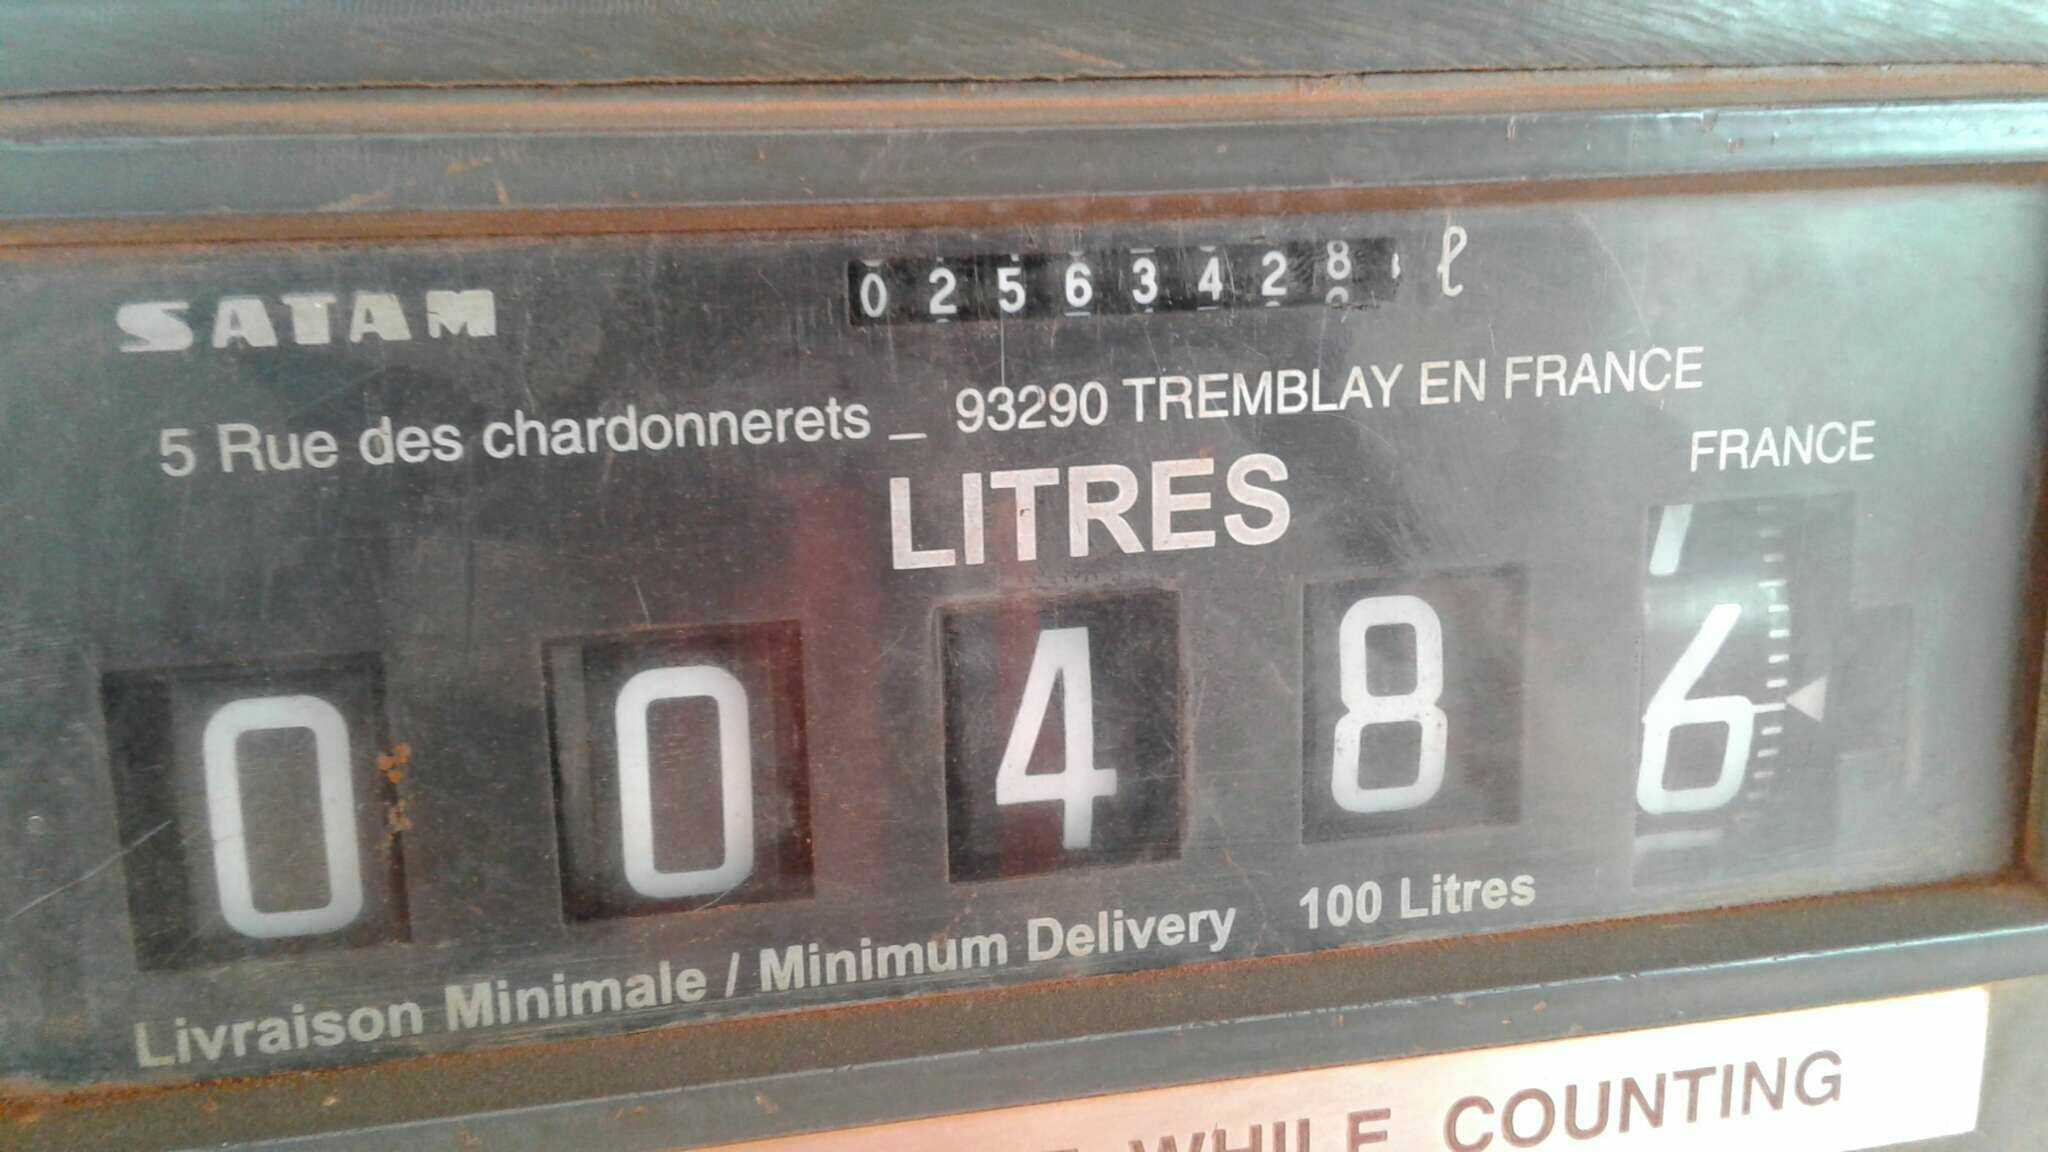 SATAM
02563428 ℓ
5 Rue des chardonnerets _ 93290 TREMBLAY EN FRANCE
FRANCE
LITRES
0 0 4 8 6
Livraison Minimale / Minimum Delivery 100 Litres
WHILE COUNTING